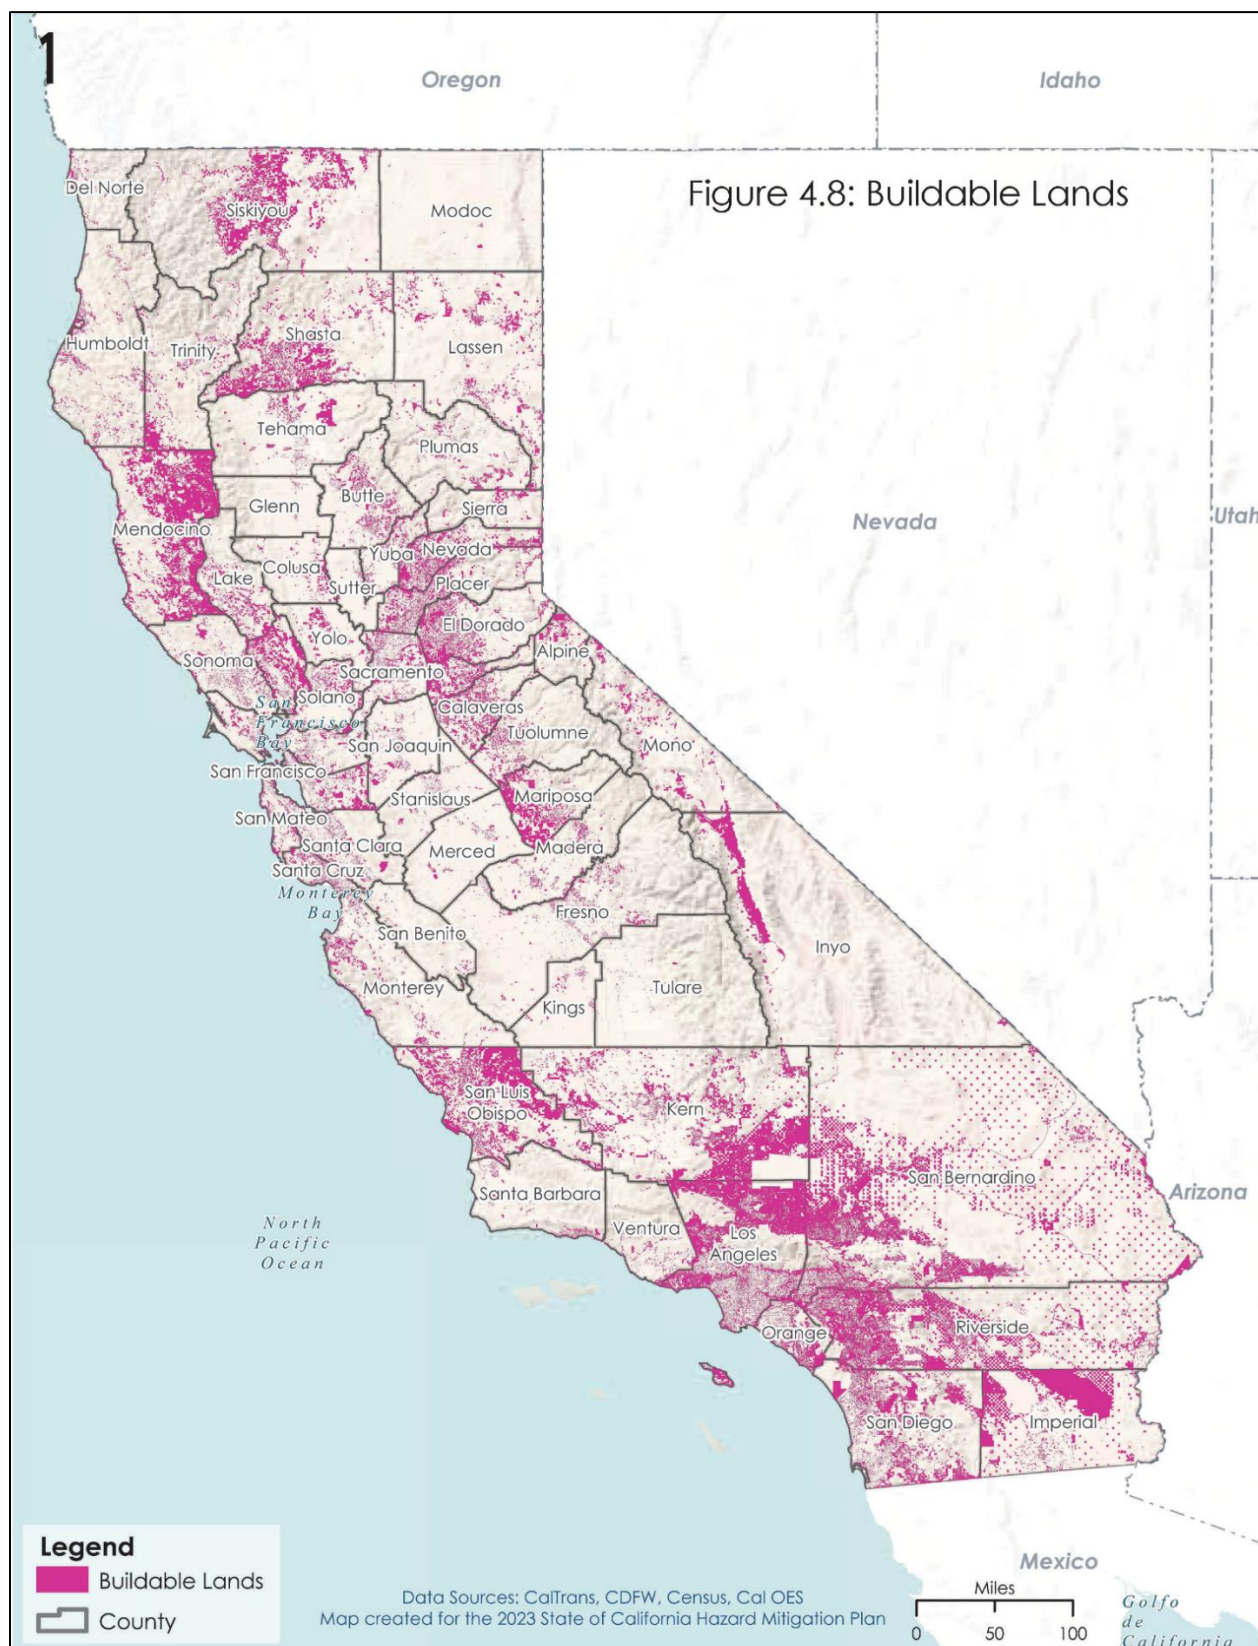 1
Oregon
Idaho
Figure 4.8: Buildable Lands
Del Norte
Siskiyou
Modoc
Humboldt
Trinity
Shasta
Lassen
Tehama
Plumas
Glenn
Butte
Sierra
Mendocino
Nevada
Utah
Lake
Colusa
Sutter
Yuba
Nevada
Placer
Yolo
El Dorado
Sonoma
Sacramento
Alpine
Solano
San
Francisco
Bay
Calaveras
Tuolumne
Mono
San Joaquin
San Francisco
Stanislaus
Mariposa
San Mateo
Santa Clara
Merced
Madera
Santa Cruz
Monterey
Bay
Fresno
San Benito
Inyo
Monterey
Kings
Tulare
San Luis
Obispo
Kern
San Bernardino
Arizona
Santa Barbara
Ventura
Los
Angeles
North
Pacific
Ocean
Orange
Riverside
San Diego
Imperial
Mexico
Golfo
de
California
Legend
Buildable Lands
County
Data Sources: CalTrans, CDFW, Census, Cal OES
Map created for the 2023 State of California Hazard Mitigation Plan
Miles
0 50 100